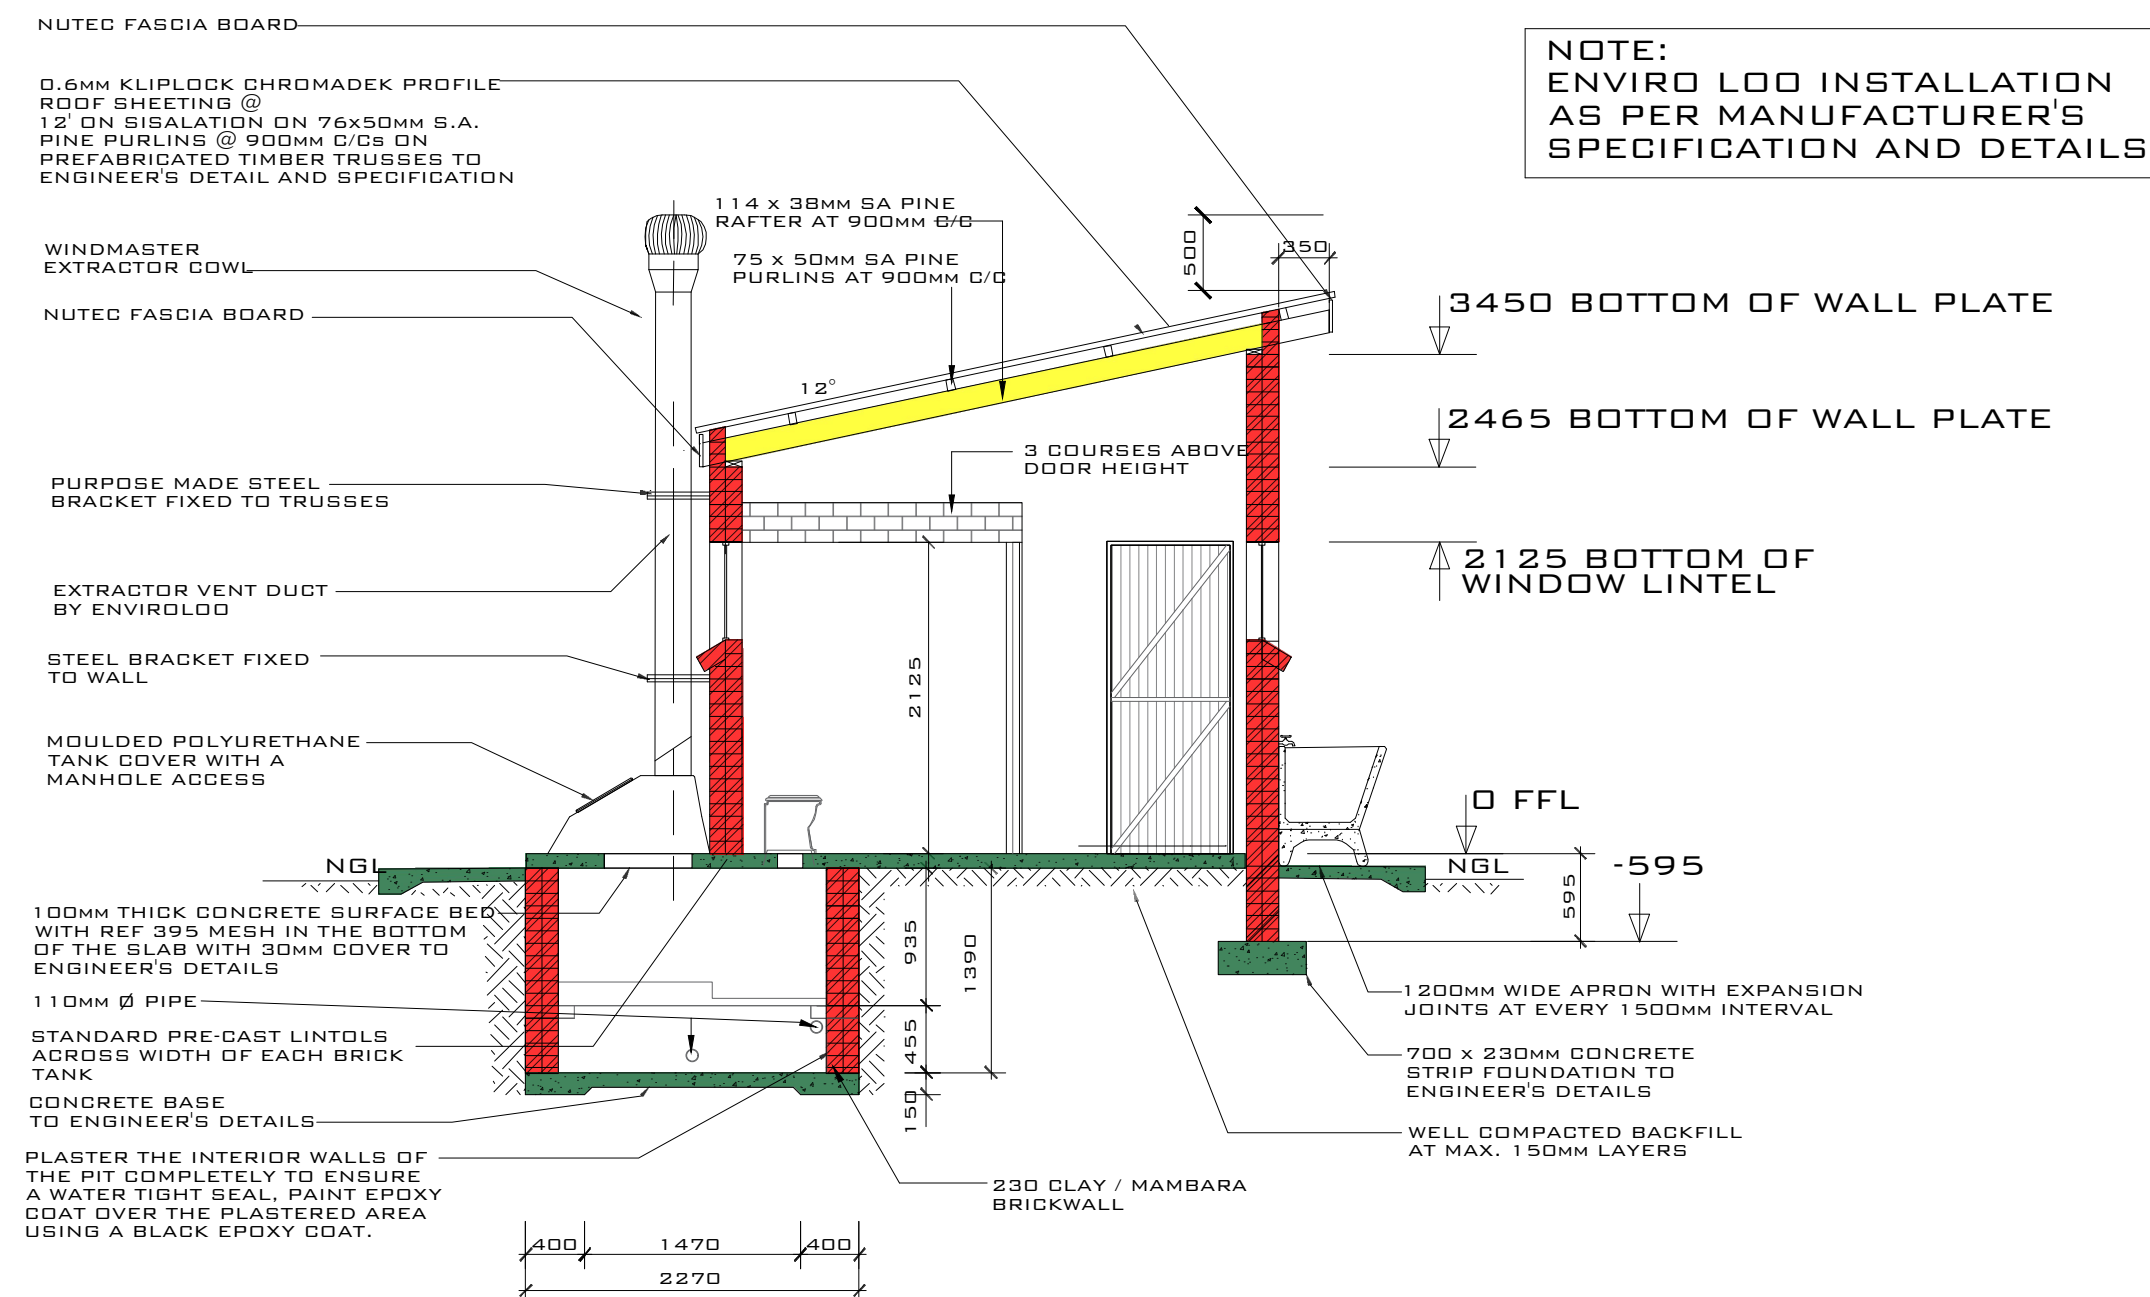 NUTEC FASCIA BOARD
0.6MM KLIPLOCK CHROMADEK PROFILE
ROOF SHEETING @
12' ON SISALATION ON 76x50MM S.A.
PINE PURLINS @ 900MM C/Cs ON
PREFABRICATED TIMBER TRUSSES TO
ENGINEER'S DETAIL AND SPECIFICATION
NOTE:
ENVIRO LOO INSTALLATION
AS PER MANUFACTURER'S
SPECIFICATION AND DETAILS
114 x 38MM SA PINE
RAFTER AT 900MM C/C
75 x 50MM SA PINE
PURLINS AT 900MM C/C
WINDMASTER
EXTRACTOR COWL
NUTEC FASCIA BOARD
500
350
3450 BOTTOM OF WALL PLATE
12°
2465 BOTTOM OF WALL PLATE
3 COURSES ABOVE
DOOR HEIGHT
PURPOSE MADE STEEL
BRACKET FIXED TO TRUSSES
2125 BOTTOM OF
WINDOW LINTEL
EXTRACTOR VENT DUCT
BY ENVIROLOO
STEEL BRACKET FIXED
TO WALL
2125
MOULDED POLYURETHANE
TANK COVER WITH A
MANHOLE ACCESS
0 FFL
NGL
NGL
-595
595
100MM THICK CONCRETE SURFACE BED
WITH REF 395 MESH IN THE BOTTOM
OF THE SLAB WITH 30MM COVER TO
ENGINEER'S DETAILS
935
1390
110MM Ø PIPE
1200MM WIDE APRON WITH EXPANSION
JOINTS AT EVERY 1500MM INTERVAL
STANDARD PRE-CAST LINTOLS
ACROSS WIDTH OF EACH BRICK
TANK
455
700 x 230MM CONCRETE
STRIP FOUNDATION TO
ENGINEER'S DETAILS
CONCRETE BASE
TO ENGINEER'S DETAILS
150
WELL COMPACTED BACKFILL
AT MAX. 150MM LAYERS
PLASTER THE INTERIOR WALLS OF
THE PIT COMPLETELY TO ENSURE
A WATER TIGHT SEAL, PAINT EPOXY
COAT OVER THE PLASTERED AREA
USING A BLACK EPOXY COAT.
230 CLAY / MAMBARA
BRICKWALL
400
1470
400
2270